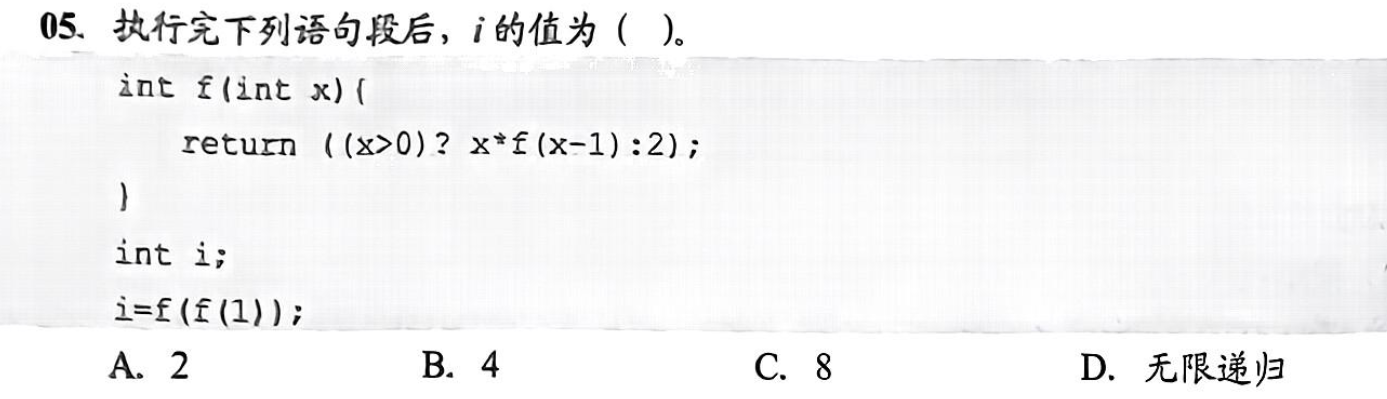 05. 执行完下列语句段后，i的值为（ ）。
int f(int x){
return ((x>0)? x*f(x-1):2);
}
int i;
i=f(f(1));
A. 2 B. 4 C. 8 D. 无限递归